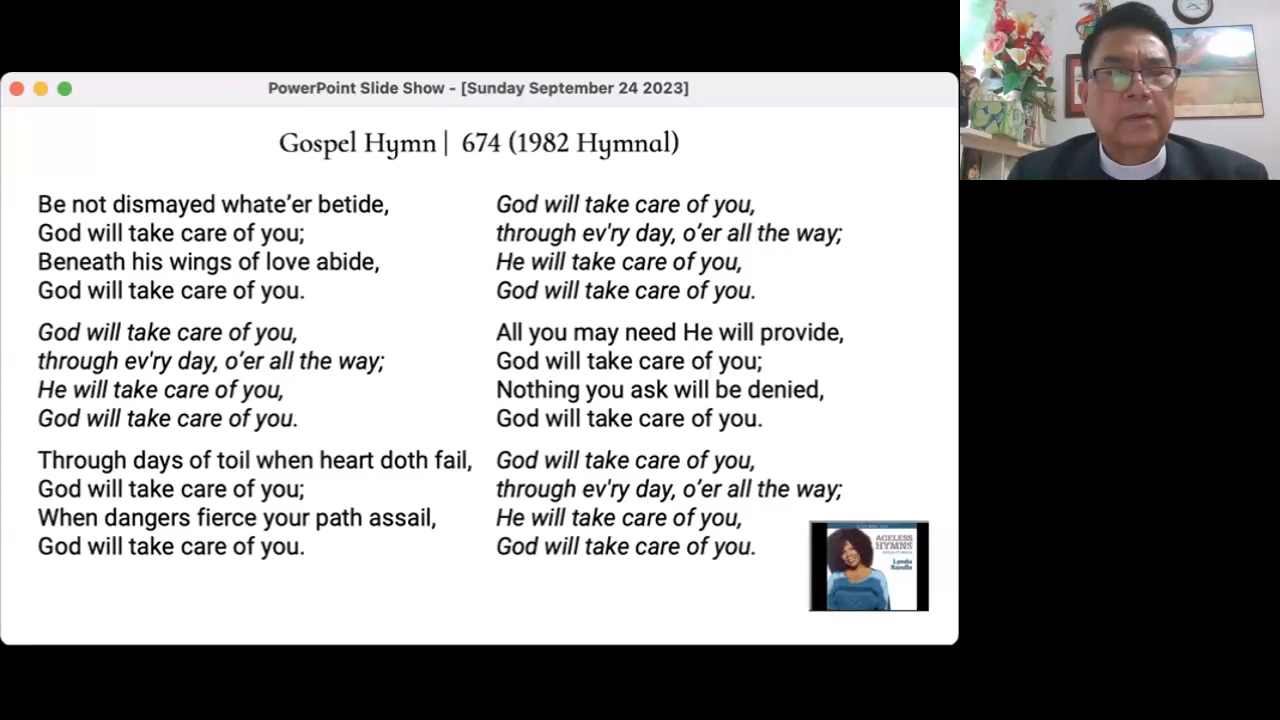 PowerPoint Slide Show - [Sunday September 24 2023]
Gospel Hymn | 674 (1982 Hymnal)
Be not dismayed whate’er betide,
God will take care of you;
Beneath his wings of love abide,
God will take care of you.
God will take care of you,
through ev'ry day, o’er all the way;
He will take care of you,
God will take care of you.
Through days of toil when heart doth fail,
God will take care of you;
When dangers fierce your path assail,
God will take care of you.
God will take care of you,
through ev'ry day, o’er all the way;
He will take care of you,
God will take care of you.
All you may need He will provide,
God will take care of you;
Nothing you ask will be denied,
God will take care of you.
God will take care of you,
through ev'ry day, o’er all the way;
He will take care of you,
God will take care of you.
AGELESS
HYMNS
Lynda
Randle